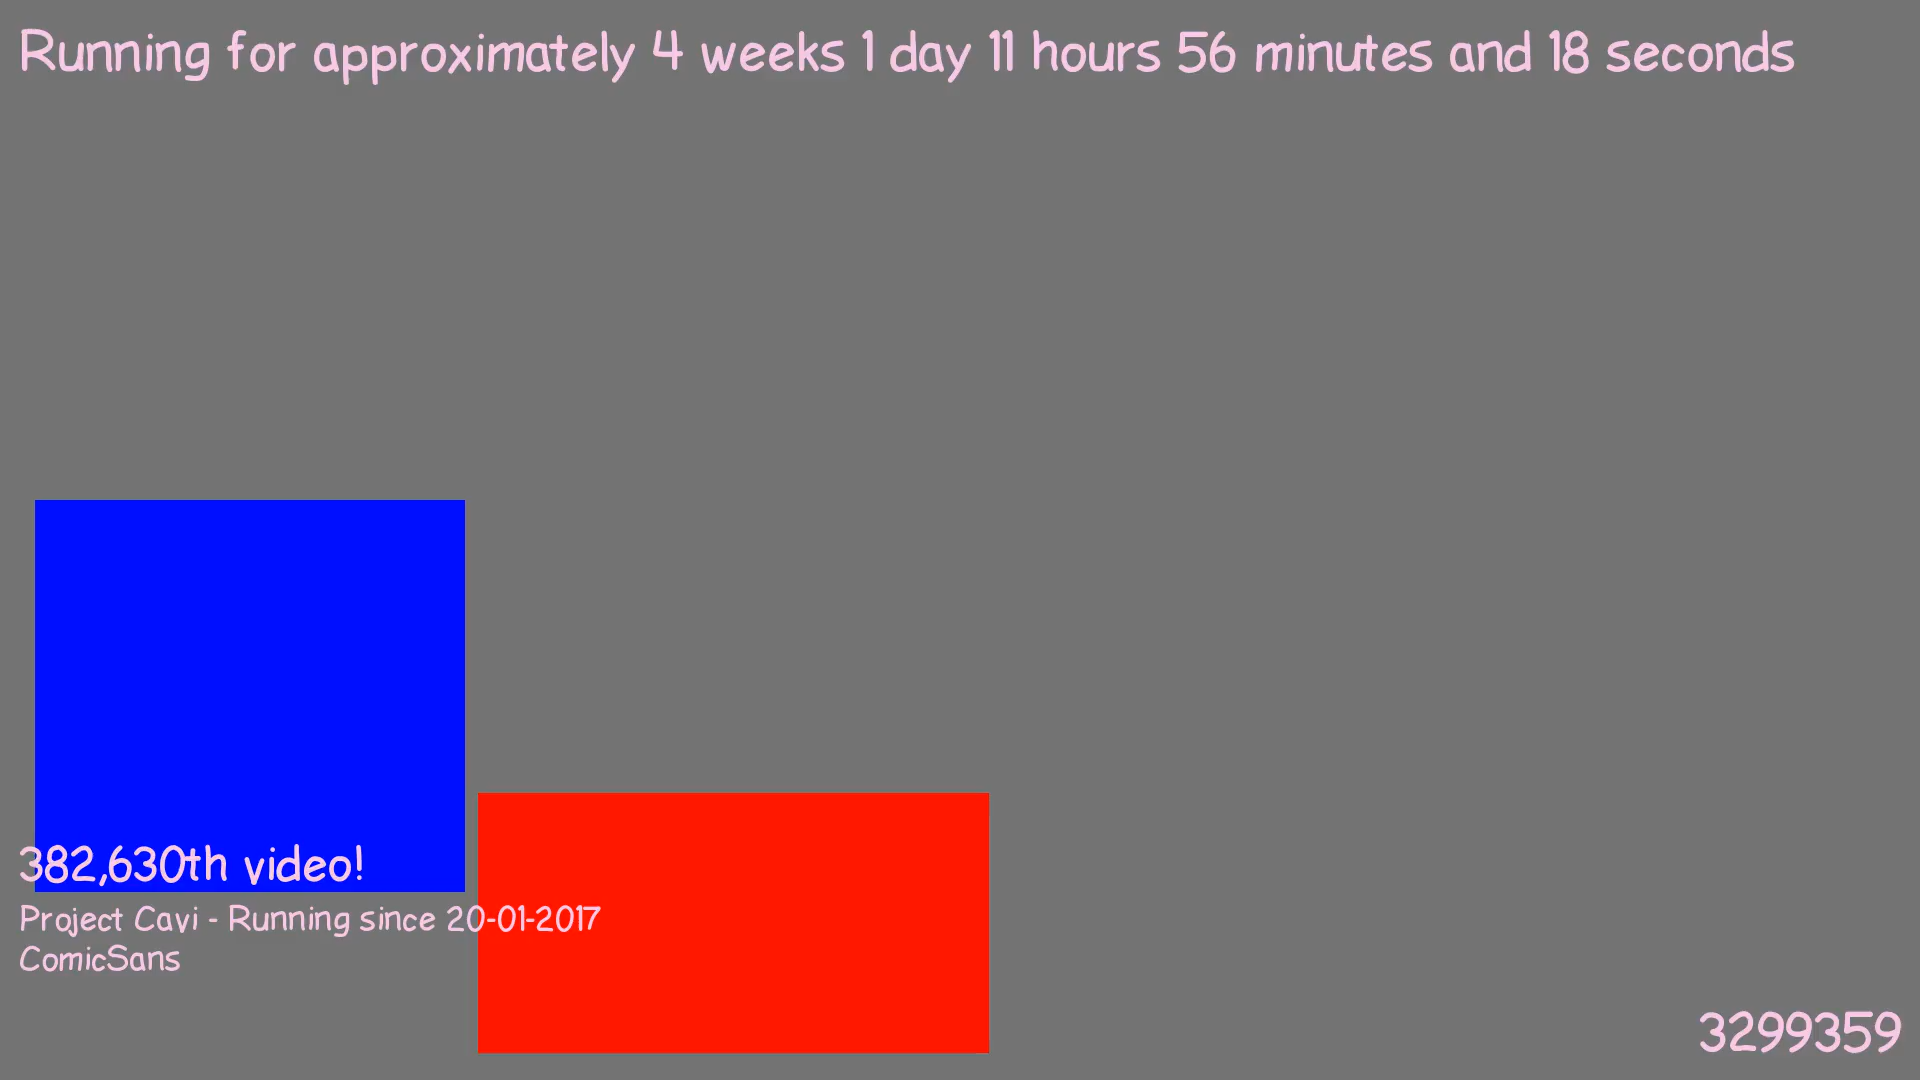 Running for approximately 4 weeks 1 day 11 hours 56 minutes and 18 seconds
382,630th video!
Project Cavi - Running since 20-01-2017
ComicSans
3299359